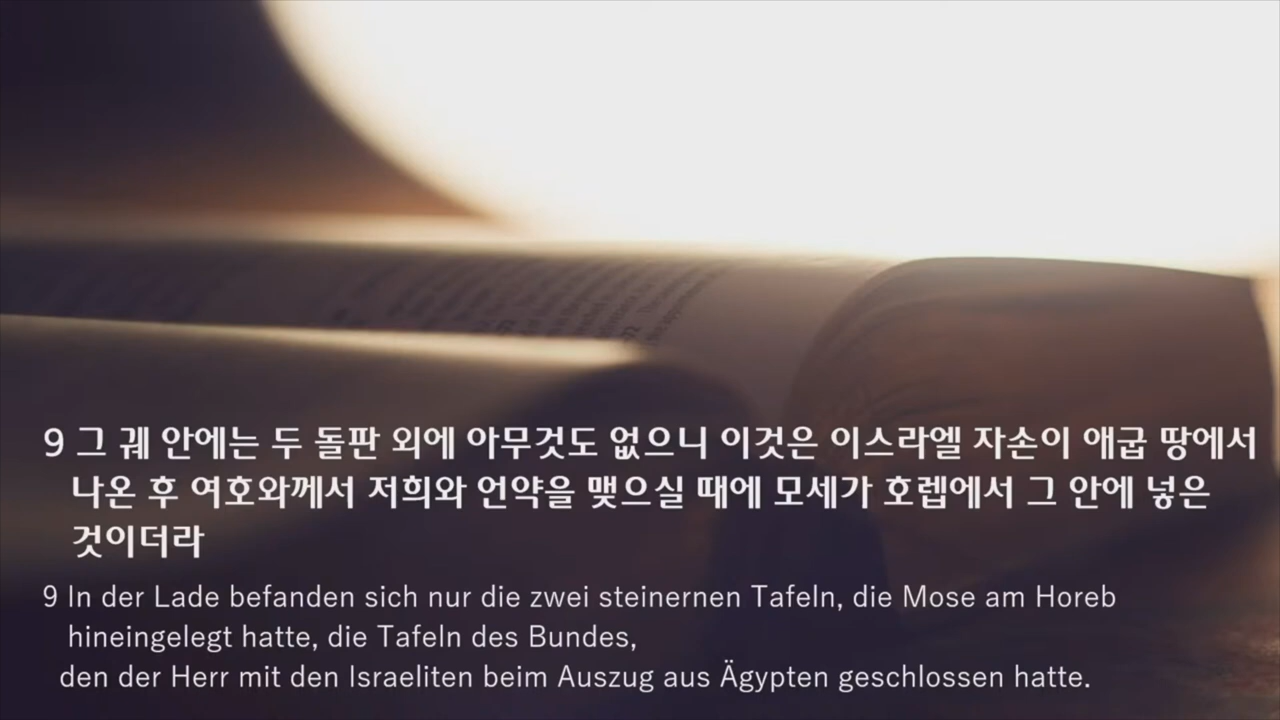 9 그 궤 안에는 두 돌판 외에 아무것도 없으니 이것은 이스라엘 자손이 애굽 땅에서
나온 후 여호와께서 저희와 언약을 맺으실 때에 모세가 호렙에서 그 안에 넣은
것이더라
9 In der Lade befanden sich nur die zwei steinernen Tafeln, die Mose am Horeb
hineingelegt hatte, die Tafeln des Bundes,
den der Herr mit den Israeliten beim Auszug aus Ägypten geschlossen hatte.